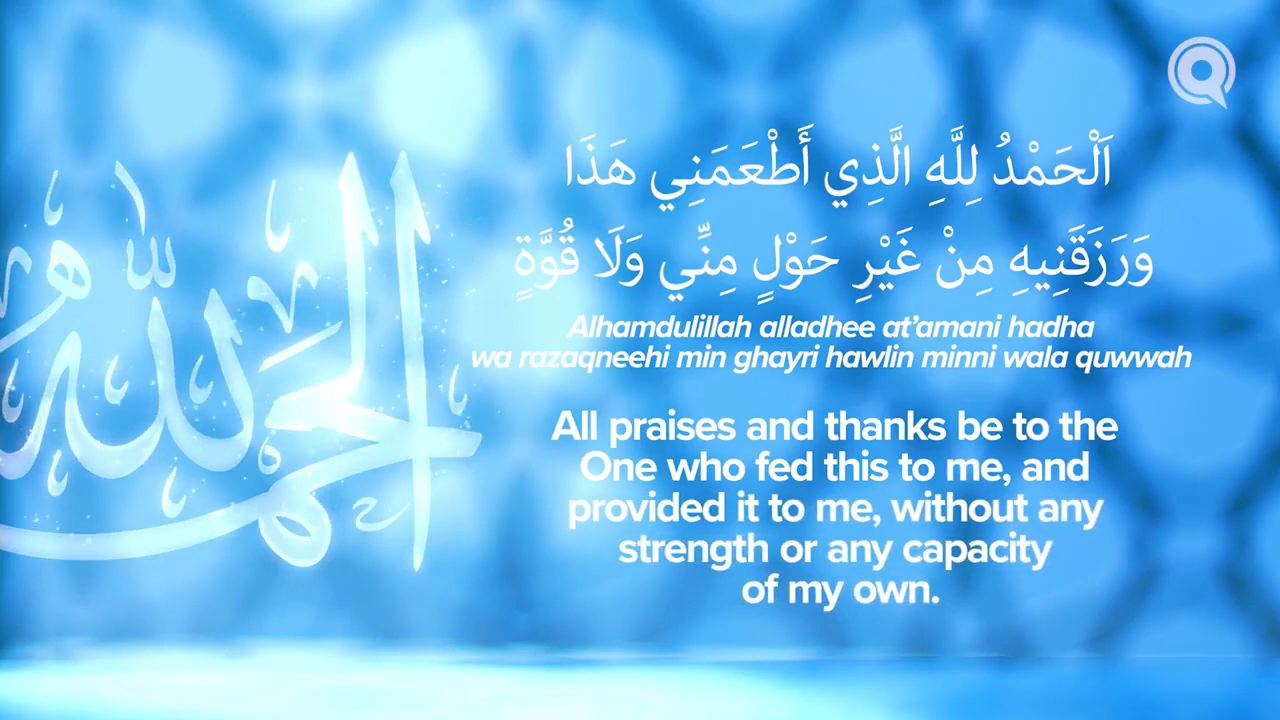 الحمد لله
اَلْحَمْدُ لِلَّهِ الَّذِي أَطْعَمَنِي هَذَا
وَرَزَقَنِيهِ مِنْ غَيْرِ حَوْلٍ مِنِّي وَلَا قُوَّةٍ
Alhamdulillah alladhee at’amani hadha
wa razaqneehi min ghayri hawlin minni wala quwwah
All praises and thanks be to the
One who fed this to me, and
provided it to me, without any
strength or any capacity
of my own.